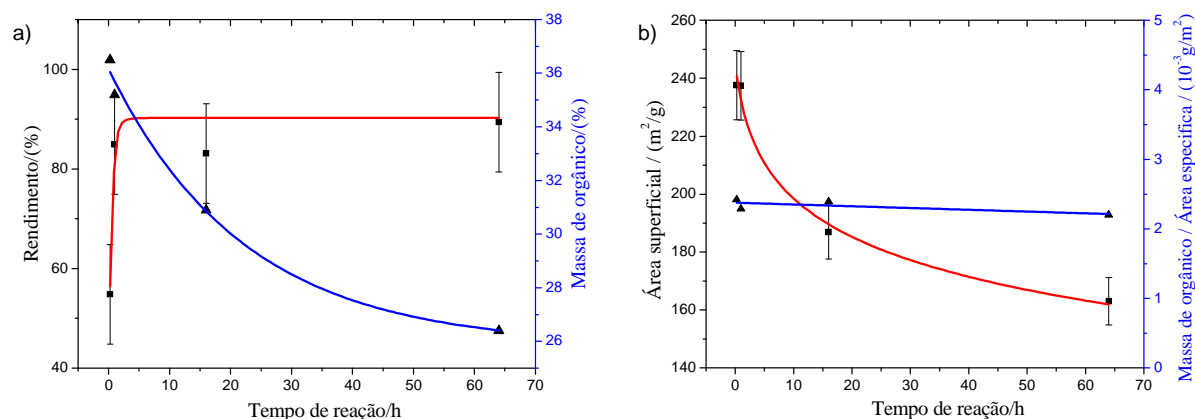 a)
Rendimento/(%)
100
80
60
40
0 10 20 30 40 50 60 70
Tempo de reação/h
38
36
34
32
30
28
26
Massa de orgânico/(%)
b)
Área superficial / (m²/g)
260
240
220
200
180
160
140
0 10 20 30 40 50 60 70
Tempo de reação/h
5
4
3
2
1
0
Massa de orgânico / Área específica / (10⁻³g/m²)